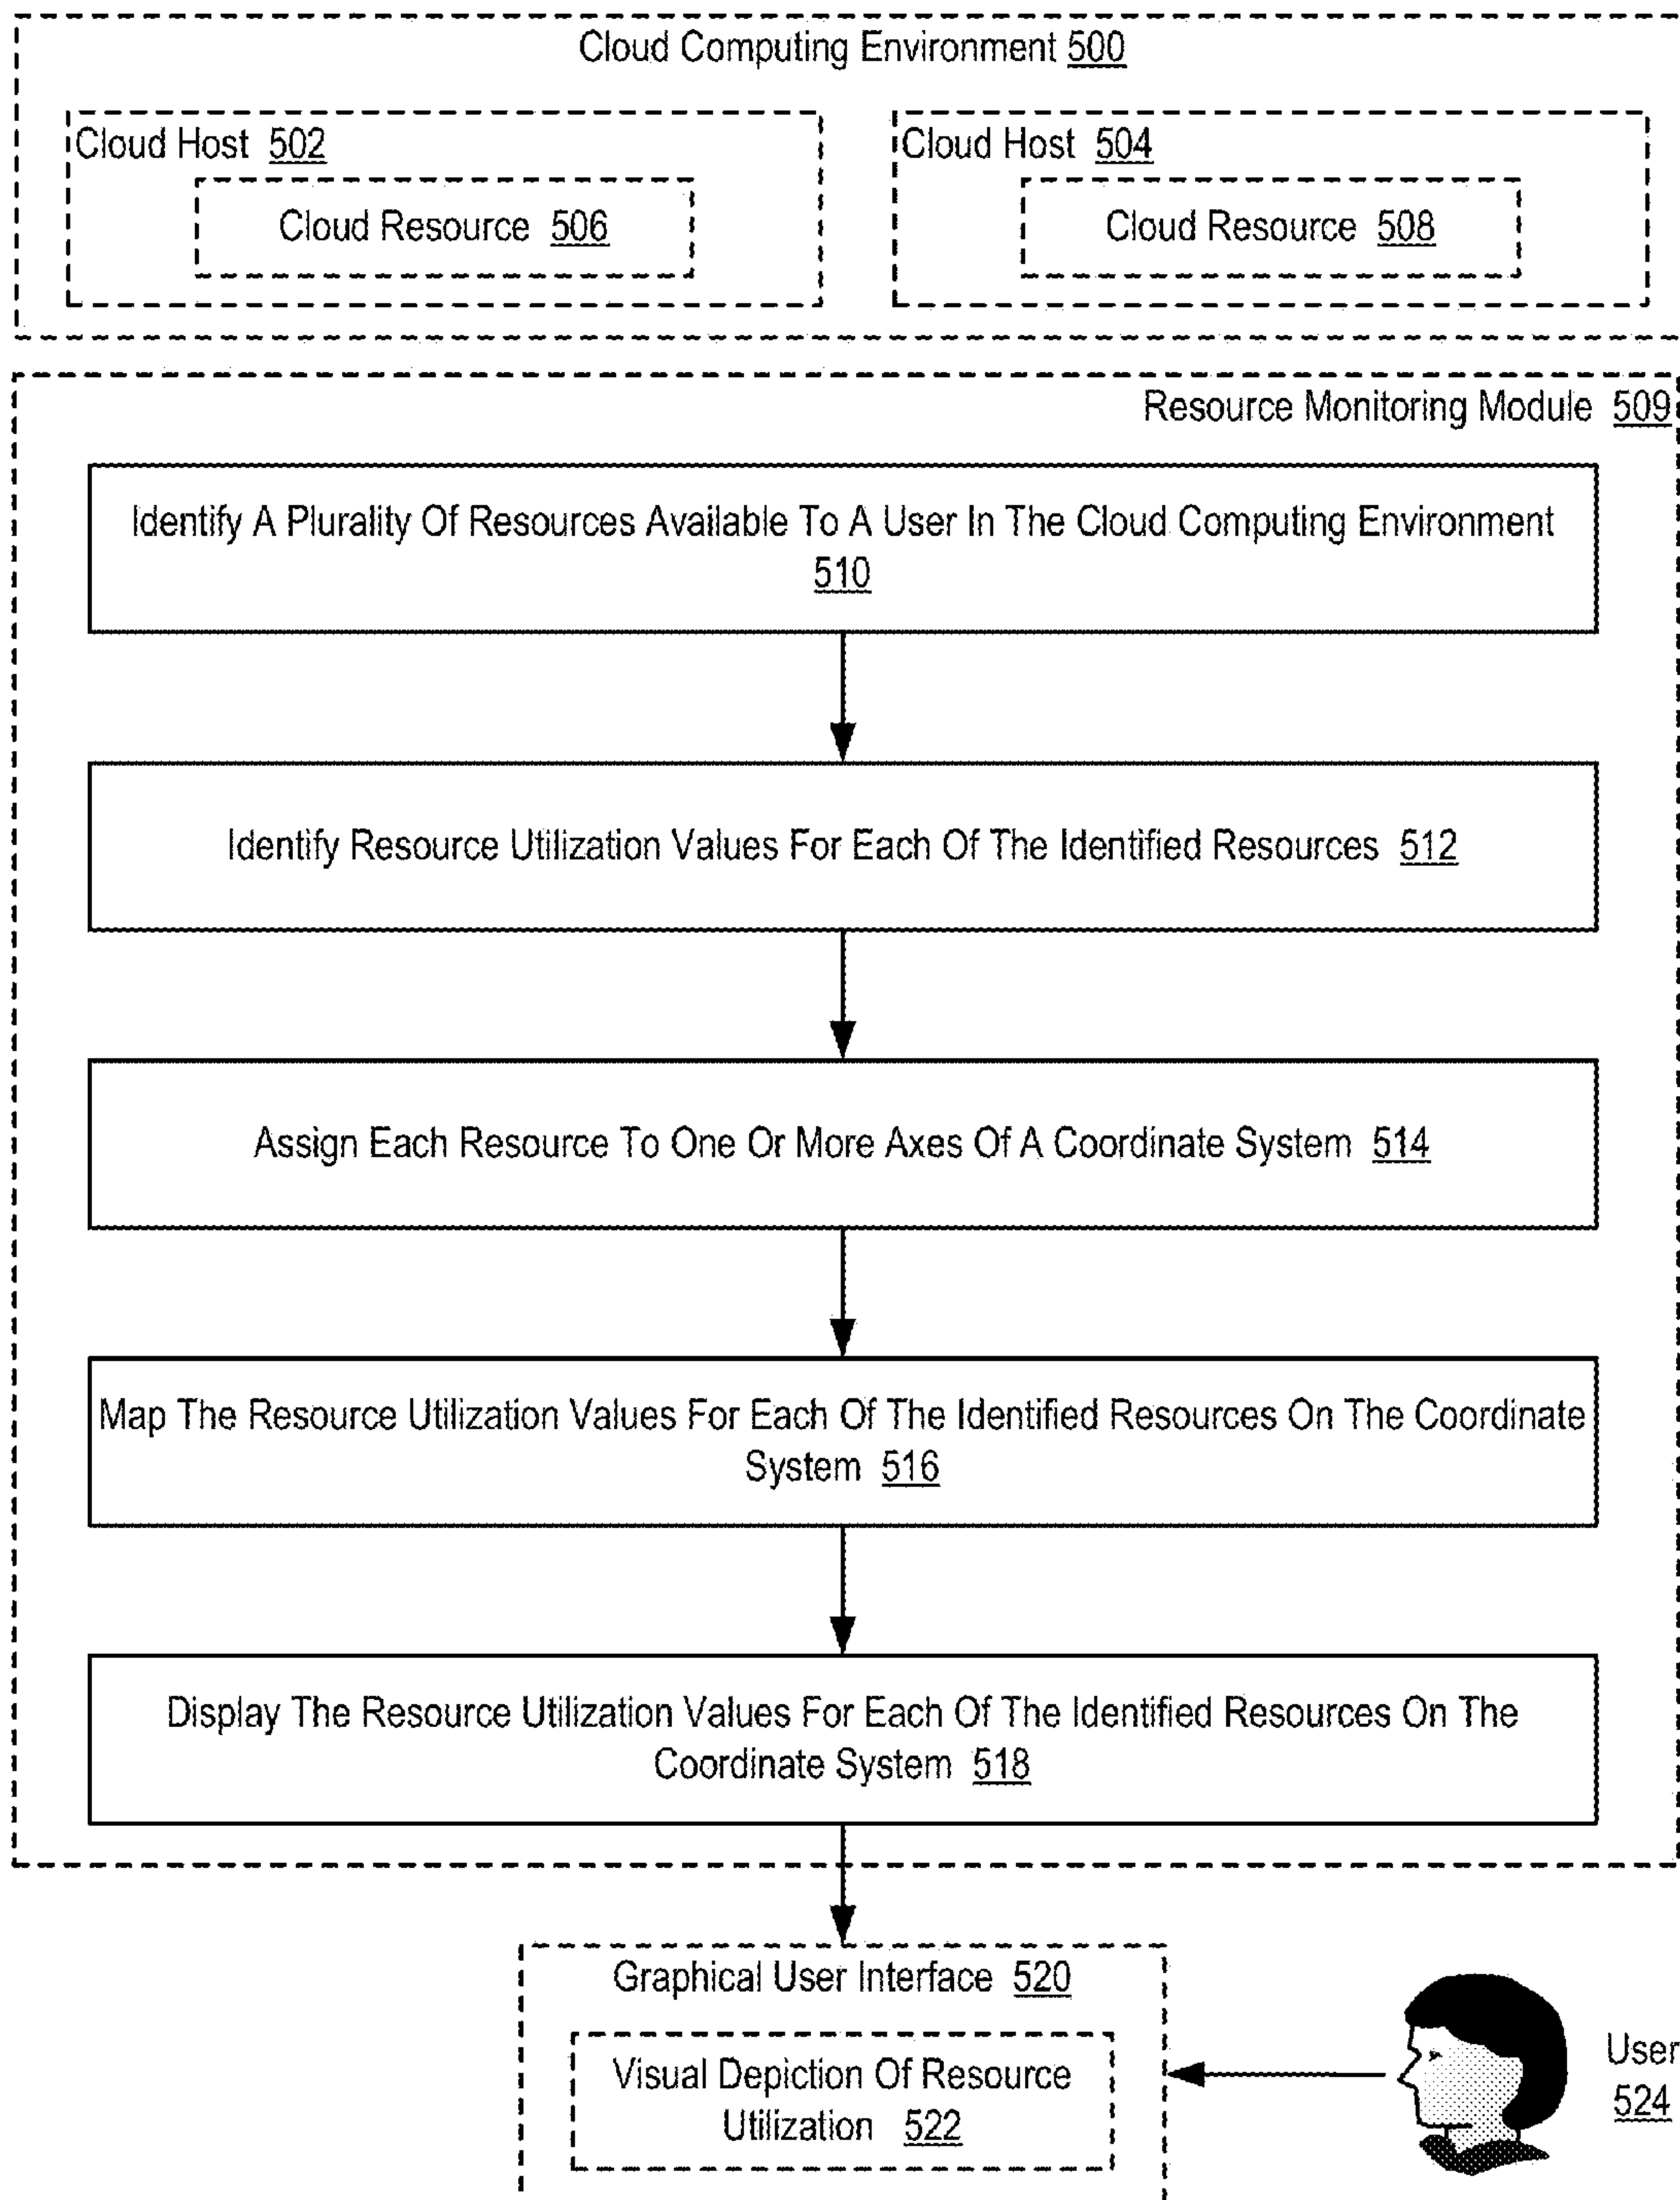 Cloud Computing Environment 500
Cloud Host 502
Cloud Resource 506
Cloud Host 504
Cloud Resource 508
Resource Monitoring Module 509
Identify A Plurality Of Resources Available To A User In The Cloud Computing Environment
510
Identify Resource Utilization Values For Each Of The Identified Resources 512
Assign Each Resource To One Or More Axes Of A Coordinate System 514
Map The Resource Utilization Values For Each Of The Identified Resources On The Coordinate
System 516
Display The Resource Utilization Values For Each Of The Identified Resources On The
Coordinate System 518
Graphical User Interface 520
Visual Depiction Of Resource
Utilization 522
User
524